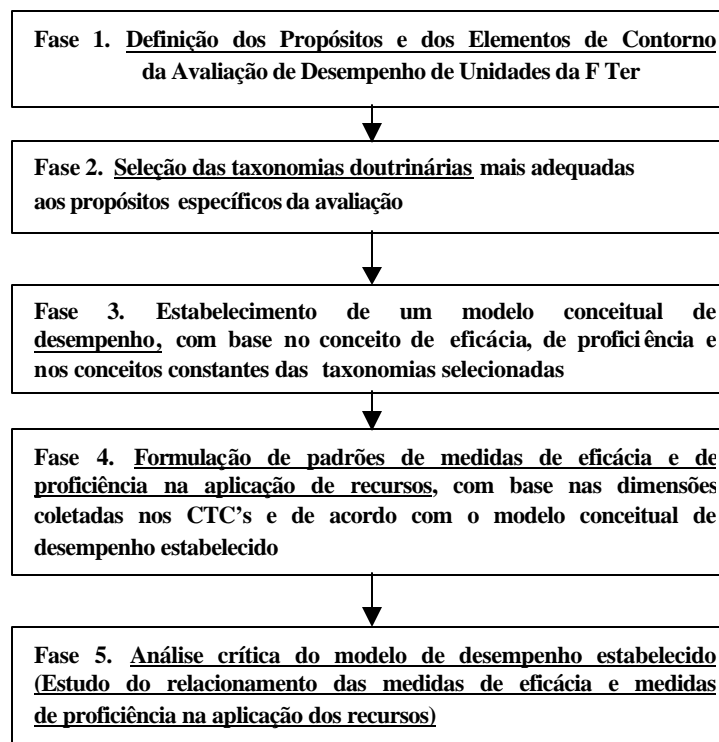 Fase 1. Definição dos Propósitos e dos Elementos de Contorno
da Avaliação de Desempenho de Unidades da F Ter
Fase 2. Seleção das taxonomias doutrinárias mais adequadas
aos propósitos específicos da avaliação
Fase 3. Estabelecimento de um modelo conceitual de
desempenho, com base no conceito de eficácia, de proficiência e
nos conceitos constantes das taxonomias selecionadas
Fase 4. Formulação de padrões de medidas de eficácia e de
proficiência na aplicação de recursos, com base nas dimensões
coletadas nos CTC’s e de acordo com o modelo conceitual de
desempenho estabelecido
Fase 5. Análise crítica do modelo de desempenho estabelecido
(Estudo do relacionamento das medidas de eficácia e medidas
de proficiência na aplicação dos recursos)